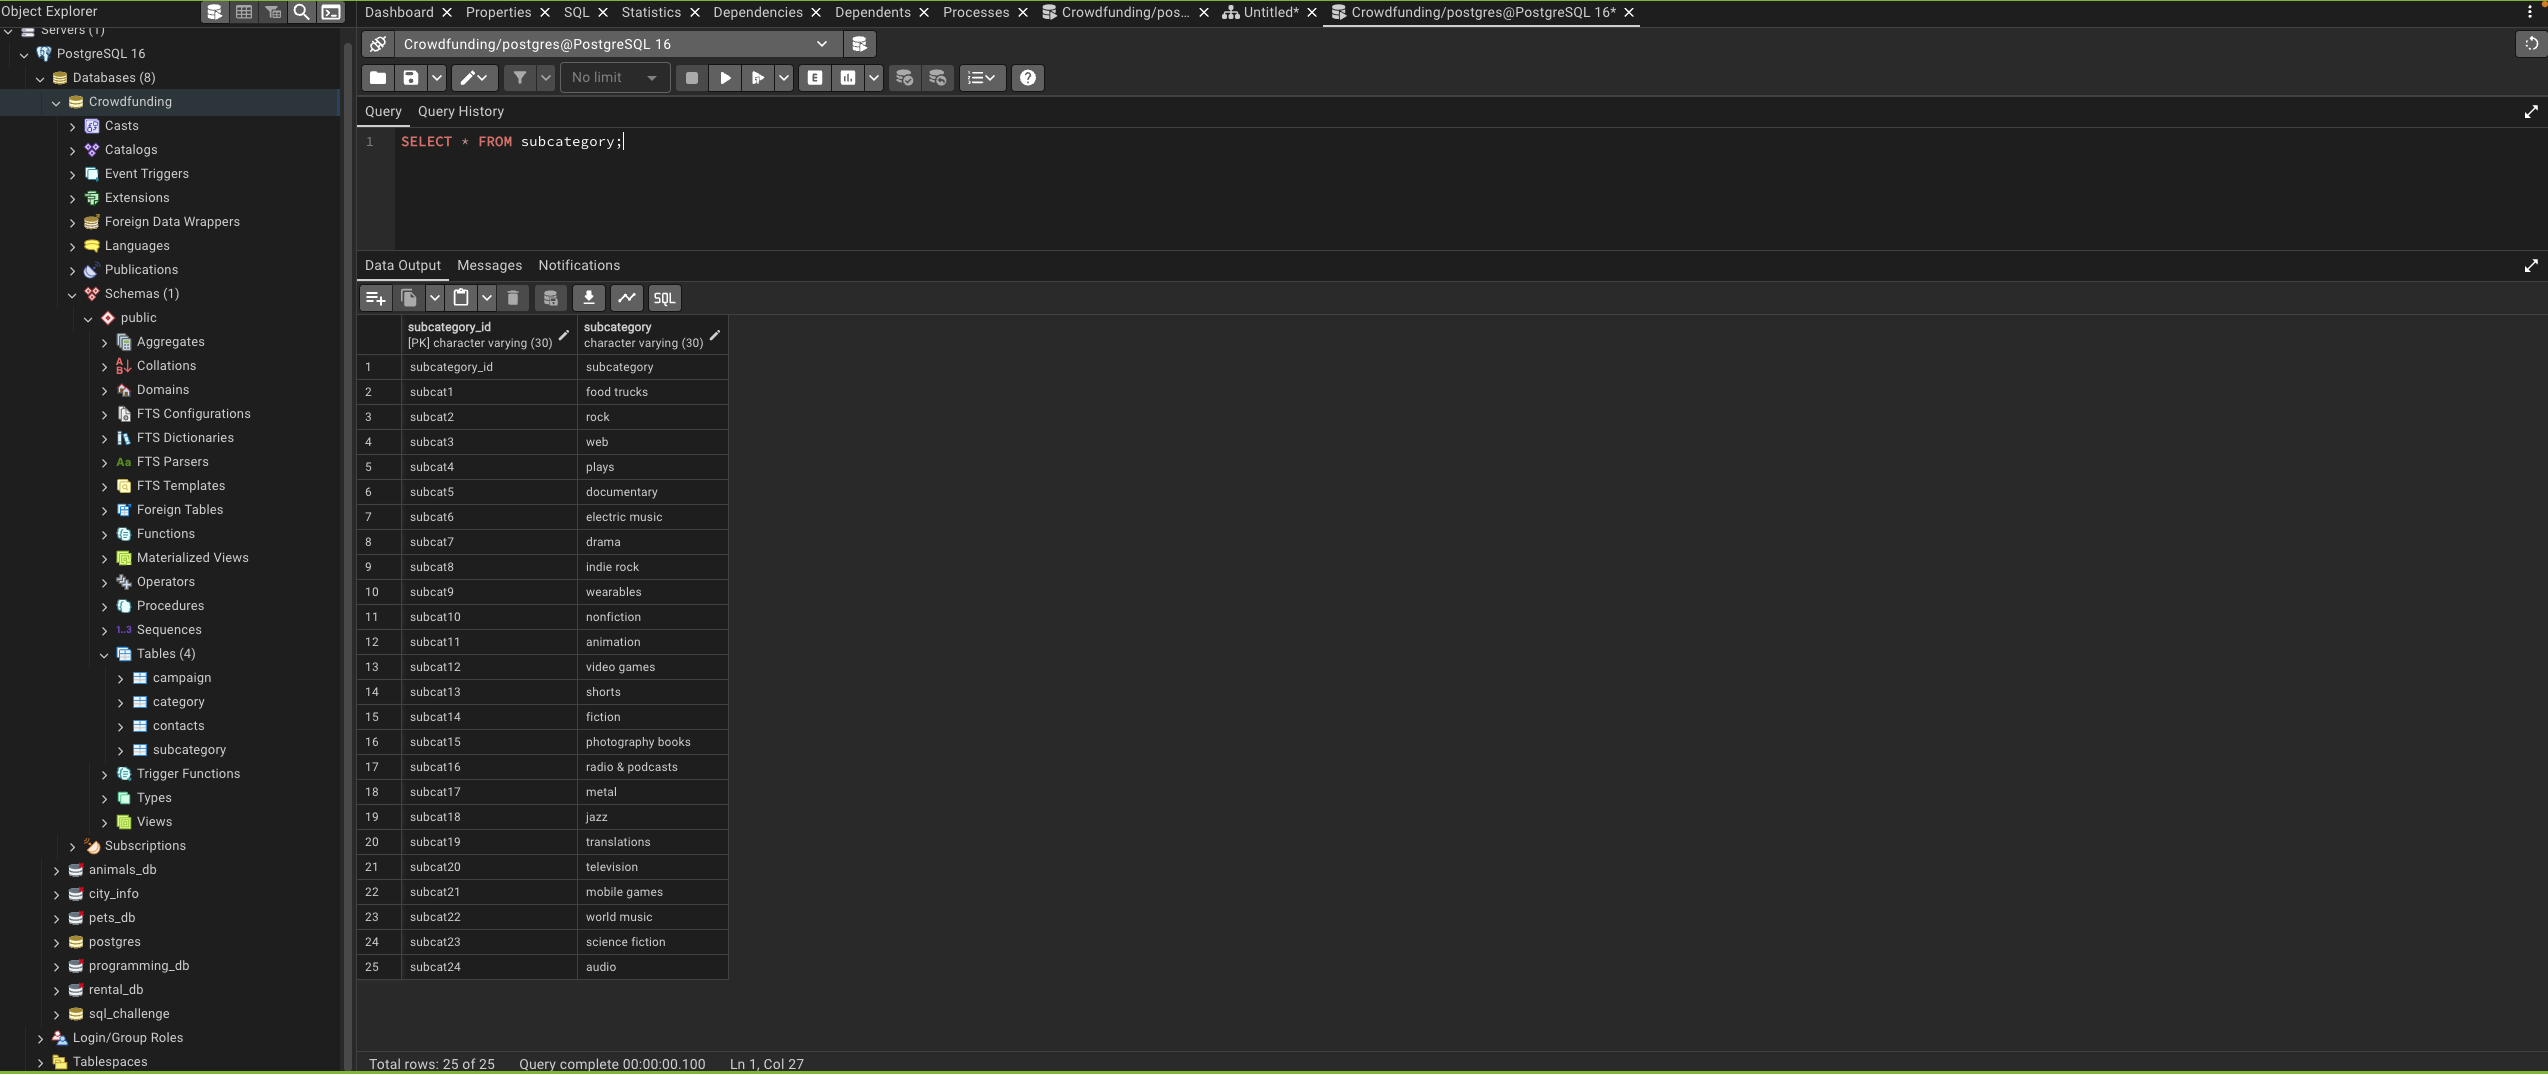 Object Explorer
Servers (1)
PostgreSQL 16
Databases (8)
Crowdfunding
Casts
Catalogs
Event Triggers
Extensions
Foreign Data Wrappers
Languages
Publications
Schemas (1)
public
Aggregates
Collations
Domains
FTS Configurations
FTS Dictionaries
Aa FTS Parsers
FTS Templates
Foreign Tables
Functions
Materialized Views
Operators
Procedures
1..3 Sequences
Tables (4)
campaign
category
contacts
subcategory
Trigger Functions
Types
Views
Subscriptions
animals_db
city_info
pets_db
postgres
programming_db
rental_db
sql_challenge
Login/Group Roles
Tablespaces
Dashboard Properties SQL Statistics Dependencies Dependents Processes Crowdfunding/pos... Untitled* Crowdfunding/postgres@PostgreSQL 16*
Crowdfunding/postgres@PostgreSQL 16
No limit E
Query Query History
1 SELECT * FROM subcategory;
Data Output Messages Notifications
SQL
subcategory_id subcategory
[PK] character varying (30) character varying (30)
1 subcategory_id subcategory
2 subcat1 food trucks
3 subcat2 rock
4 subcat3 web
5 subcat4 plays
6 subcat5 documentary
7 subcat6 electric music
8 subcat7 drama
9 subcat8 indie rock
10 subcat9 wearables
11 subcat10 nonfiction
12 subcat11 animation
13 subcat12 video games
14 subcat13 shorts
15 subcat14 fiction
16 subcat15 photography books
17 subcat16 radio & podcasts
18 subcat17 metal
19 subcat18 jazz
20 subcat19 translations
21 subcat20 television
22 subcat21 mobile games
23 subcat22 world music
24 subcat23 science fiction
25 subcat24 audio
Total rows: 25 of 25 Query complete 00:00:00.100 Ln 1, Col 27